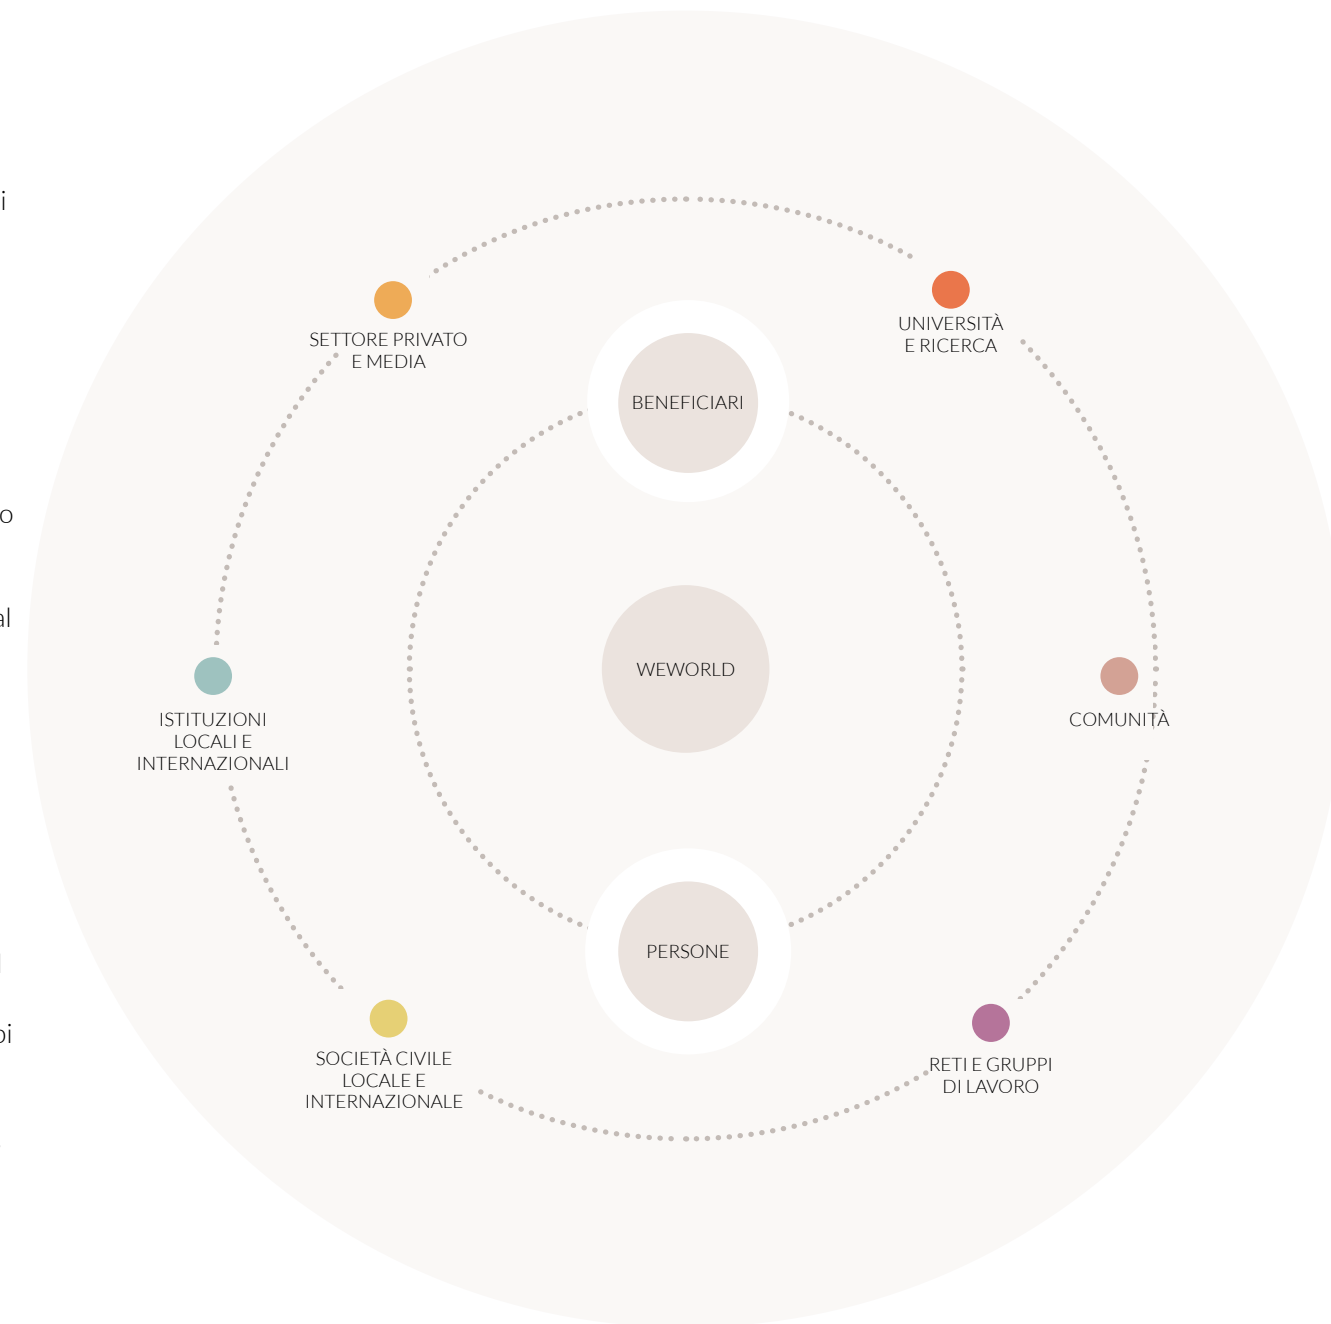 SETTORE PRIVATO
E MEDIA
UNIVERSITÀ
E RICERCA
BENEFICIARI
WEWORLD
ISTITUZIONI
LOCALI E
INTERNAZIONALI
COMUNITÀ
PERSONE
SOCIETÀ CIVILE
LOCALE E
INTERNAZIONALE
RETI E GRUPPI
DI LAVORO